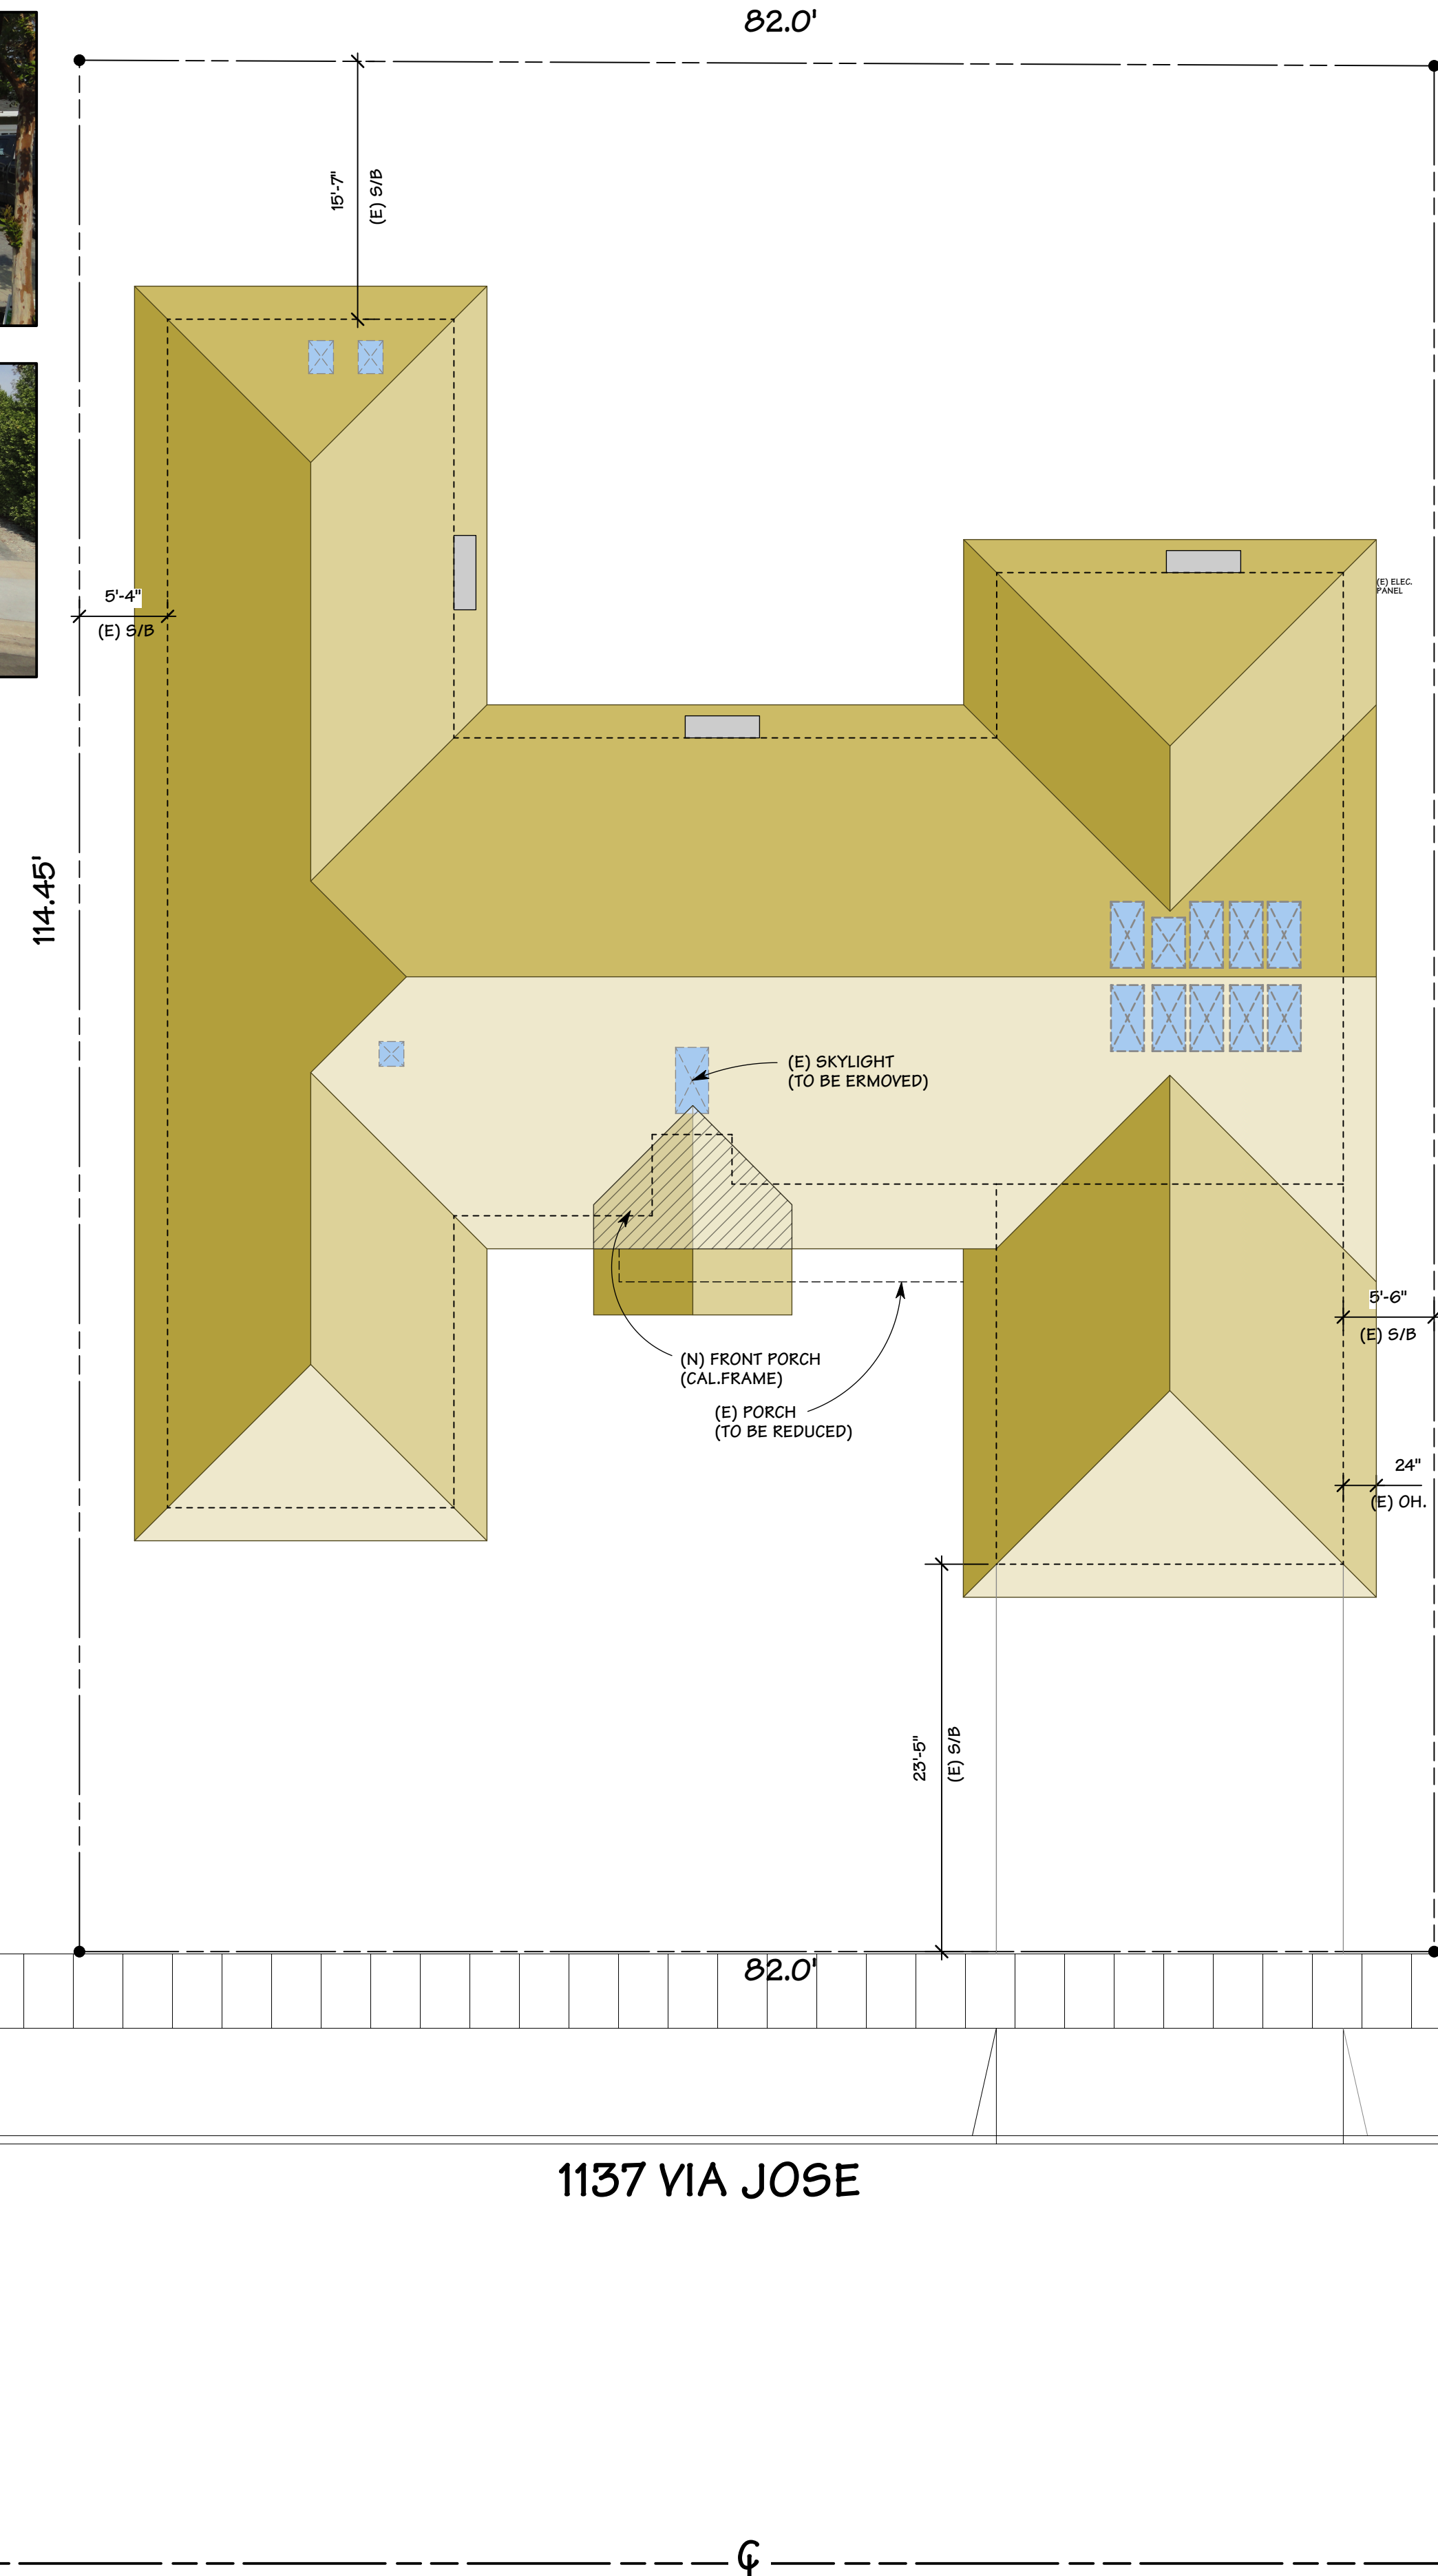 82.0'
15'-7"
(E) S/B
5'-4"
(E) S/B
(E) ELEC.
PANEL
114.45'
(E) SKYLIGHT
(TO BE ERMOVED)
5'-6"
(E) S/B
(N) FRONT PORCH
(CAL.FRAME)
(E) PORCH
(TO BE REDUCED)
24"
(E) OH.
23'-5"
(E) S/B
82.0'
1137 VIA JOSE
℄